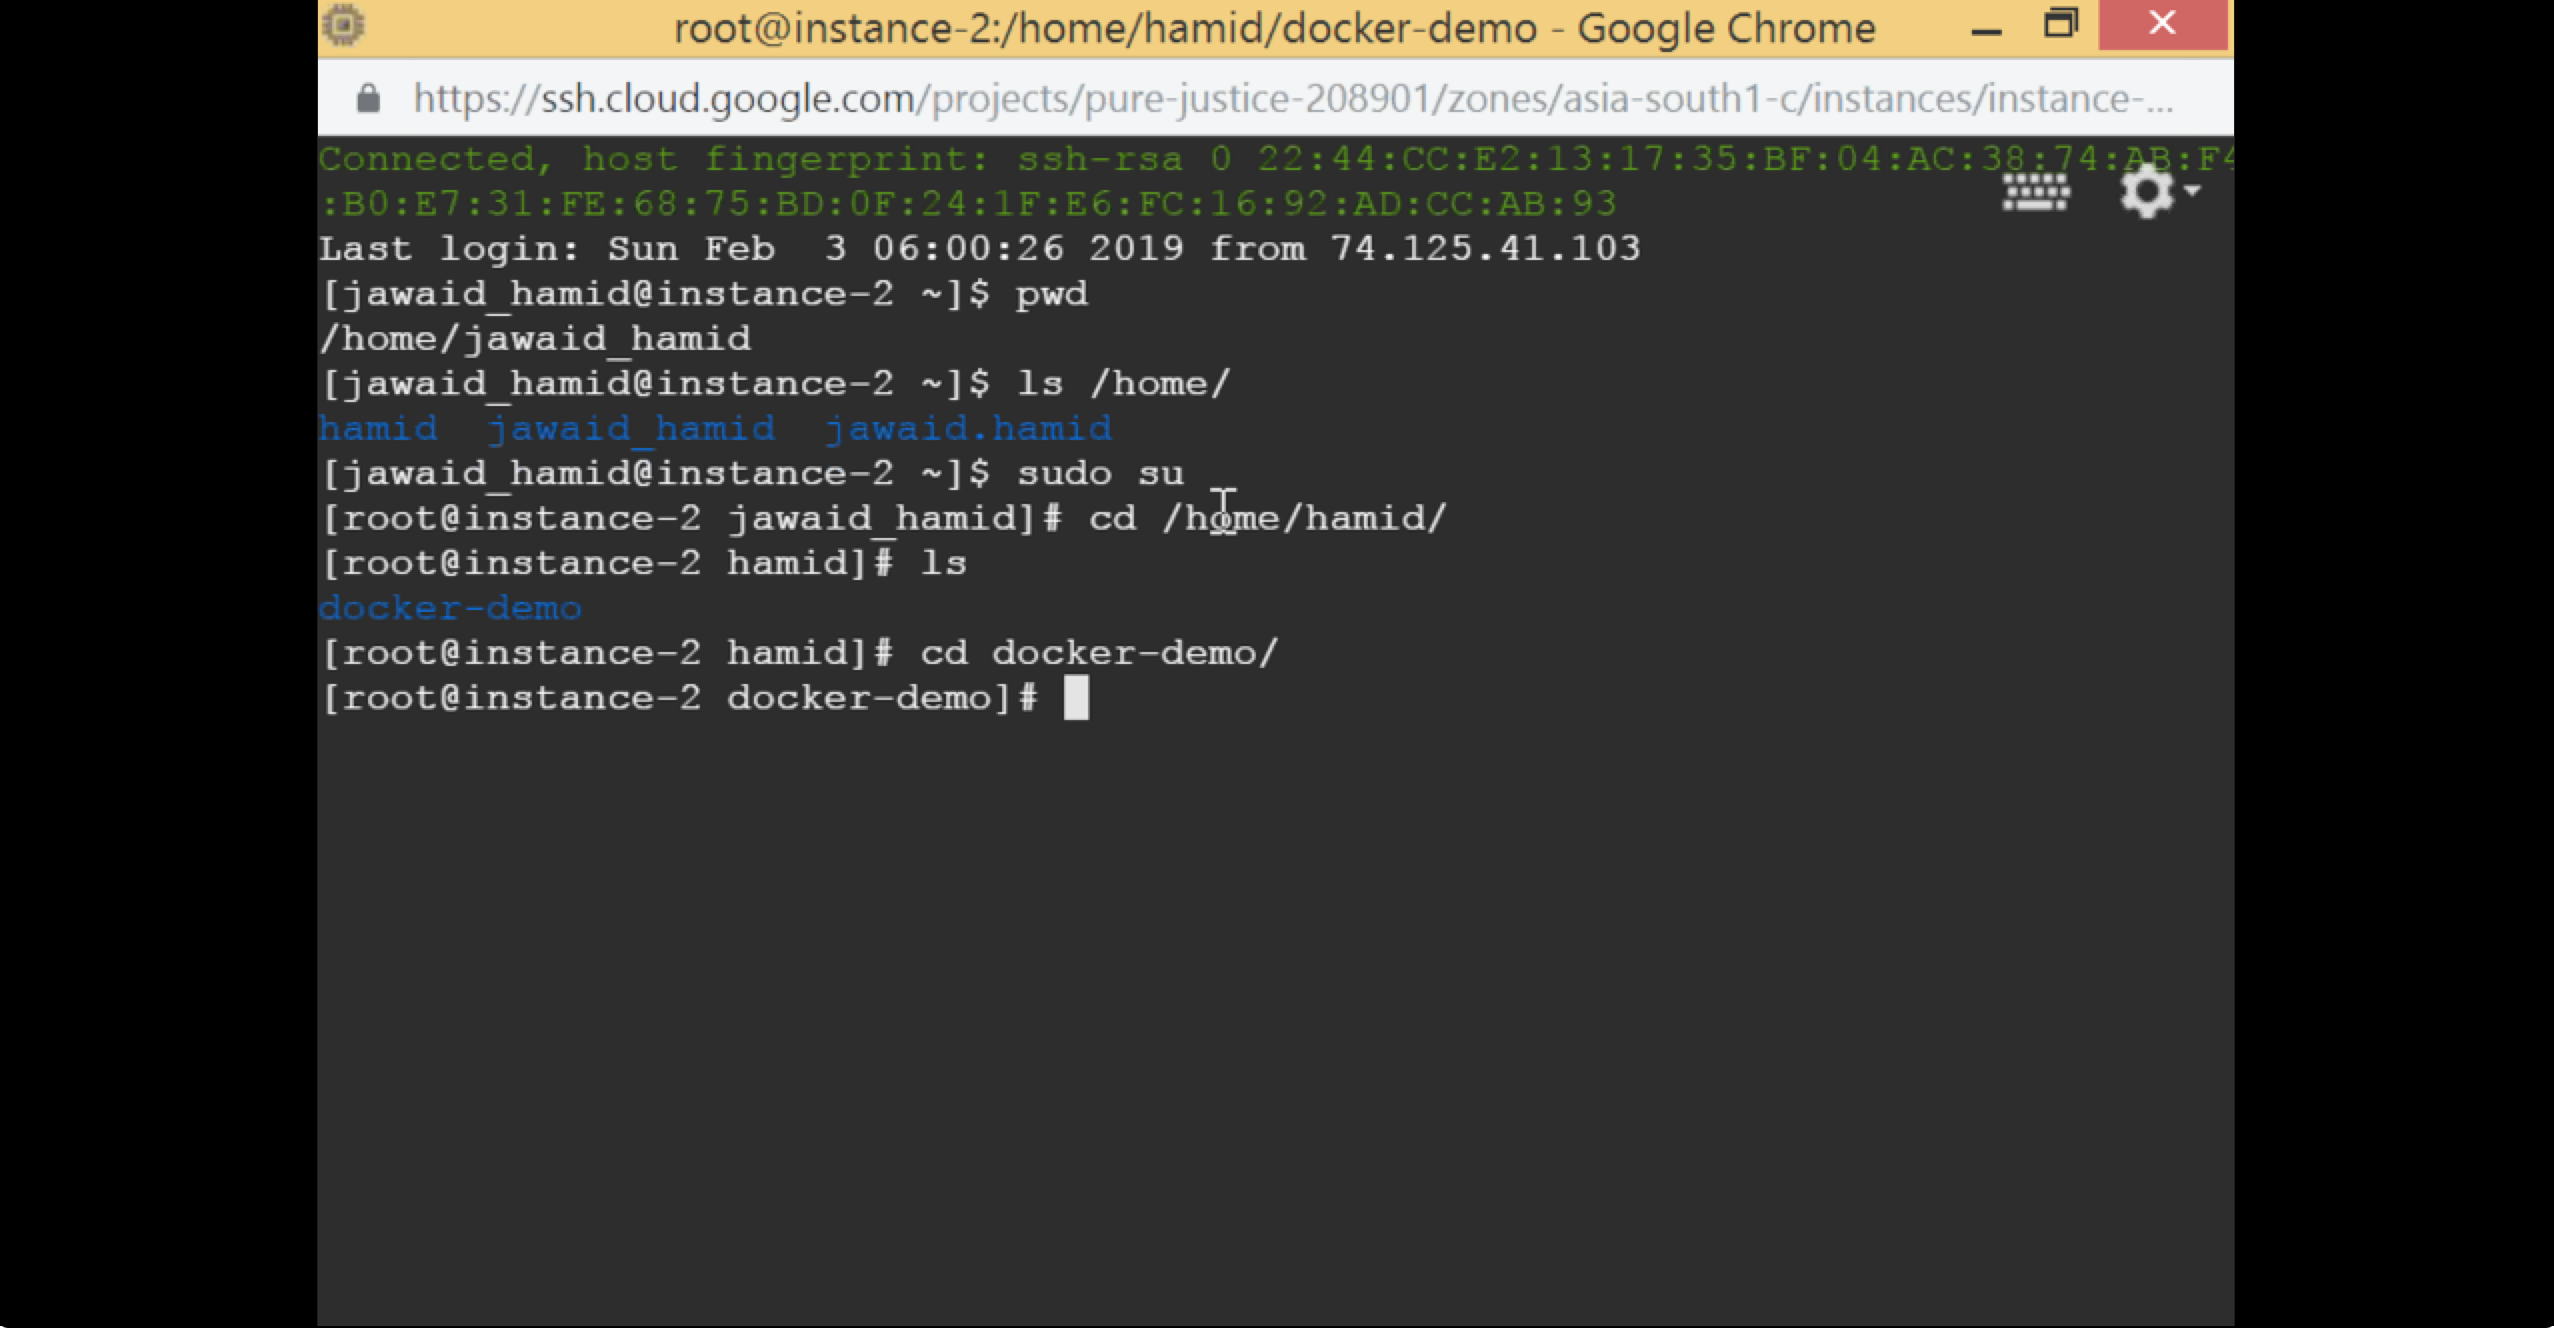 root@instance-2:/home/hamid/docker-demo - Google Chrome
https://ssh.cloud.google.com/projects/pure-justice-208901/zones/asia-south1-c/instances/instance-...
Connected, host fingerprint: ssh-rsa 0 22:44:CC:E2:13:17:35:BF:04:AC:38:74:AB:F4
:B0:E7:31:FE:68:75:BD:0F:24:1F:E6:FC:16:92:AD:CC:AB:93
Last login: Sun Feb  3 06:00:26 2019 from 74.125.41.103
[jawaid_hamid@instance-2 ~]$ pwd
/home/jawaid_hamid
[jawaid_hamid@instance-2 ~]$ ls /home/
hamid  jawaid_hamid  jawaid.hamid
[jawaid_hamid@instance-2 ~]$ sudo su
[root@instance-2 jawaid_hamid]# cd /home/hamid/
[root@instance-2 hamid]# ls
docker-demo
[root@instance-2 hamid]# cd docker-demo/
[root@instance-2 docker-demo]#